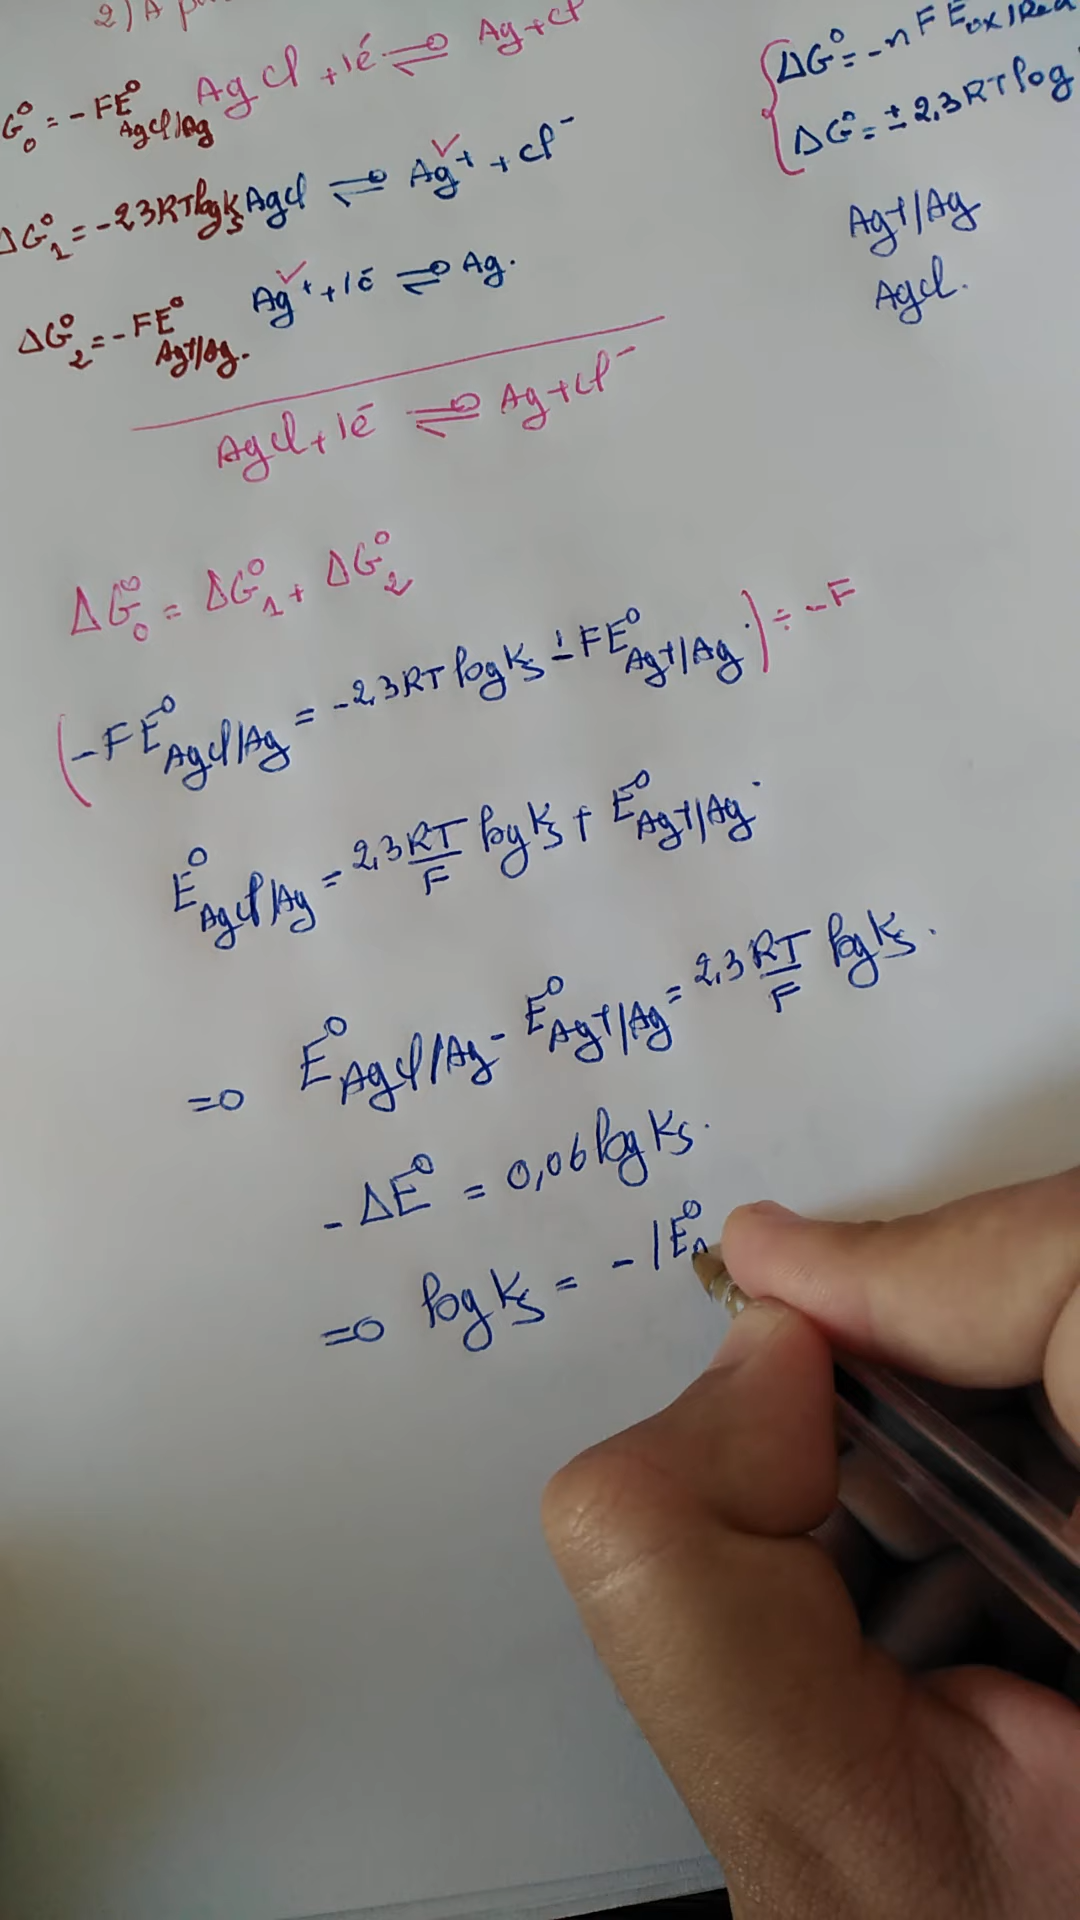 2) A
AgCl + 1é ⇌ Ag + Cl
G°₀ = - FE° AgCl/Ag
ΔG°₁ = -2,3RT log Ks AgCl ⇌ Ag⁺ + Cl⁻
ΔG°₂ = - FE° Ag⁺/Ag. Ag⁺ + 1é ⇌ Ag.
AgCl + 1é ⇌ Ag + Cl⁻
ΔG° = -n F E ox/Red
ΔG° = ± 2,3 RT log
Ag⁺/Ag
AgCl.
ΔG°₀ = ΔG°₁ + ΔG°₂
(-FE° AgCl/Ag = -2,3RT log Ks - FE° Ag⁺/Ag.) ÷ -F
E° AgCl/Ag = 2,3 RT/F log Ks + E° Ag⁺/Ag.
=> E° AgCl/Ag - E° Ag⁺/Ag = 2,3 RT/F log Ks.
- ΔE° = 0,06 log Ks.
=> log Ks = - |E°